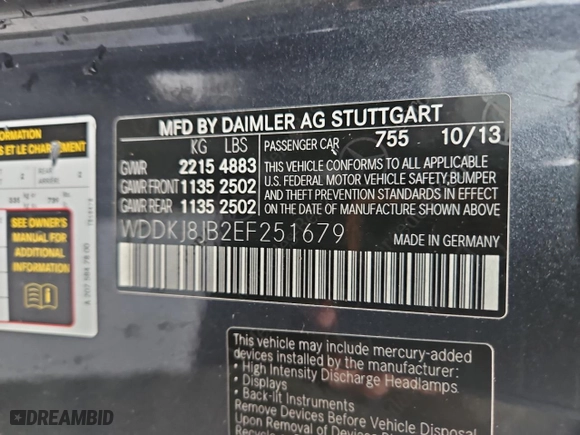 MFD BY DAIMLER AG STUTTGART
KG LBS
GVWR 2215 4883
GAWR FRONT 1135 2502
GAWR REAR 1135 2502
PASSENGER CAR 755 10/13
THIS VEHICLE CONFORMS TO ALL APPLICABLE
U.S. FEDERAL MOTOR VEHICLE SAFETY, BUMPER
AND THEFT PREVENTION STANDARDS IN EFFECT
ON THE DATE OF MANUFACTURE SHOWN ABOVE
WDDKJ8JB2EF251679
MADE IN GERMANY
SEE OWNER'S
MANUAL FOR
ADDITIONAL
INFORMATION
This vehicle may include mercury-added
devices installed by the manufacturer:
• High Intensity Discharge Headlamps
• Displays
• Back-lit Instruments
Remove Devices Before Vehicle Disposal
DREAMBID